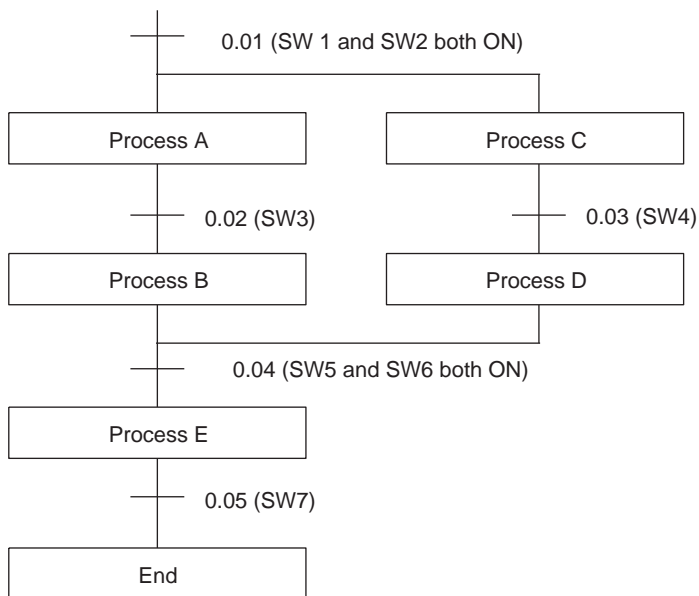 0.01 (SW 1 and SW2 both ON)
Process A
Process C
0.02 (SW3)
0.03 (SW4)
Process B
Process D
0.04 (SW5 and SW6 both ON)
Process E
0.05 (SW7)
End